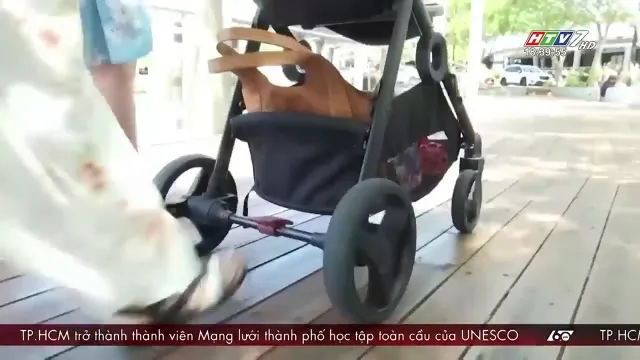 HTV7 HD
TP.HCM trở thành thành viên Mạng lưới thành phố học tập toàn cầu của UNESCO
TP.HCM